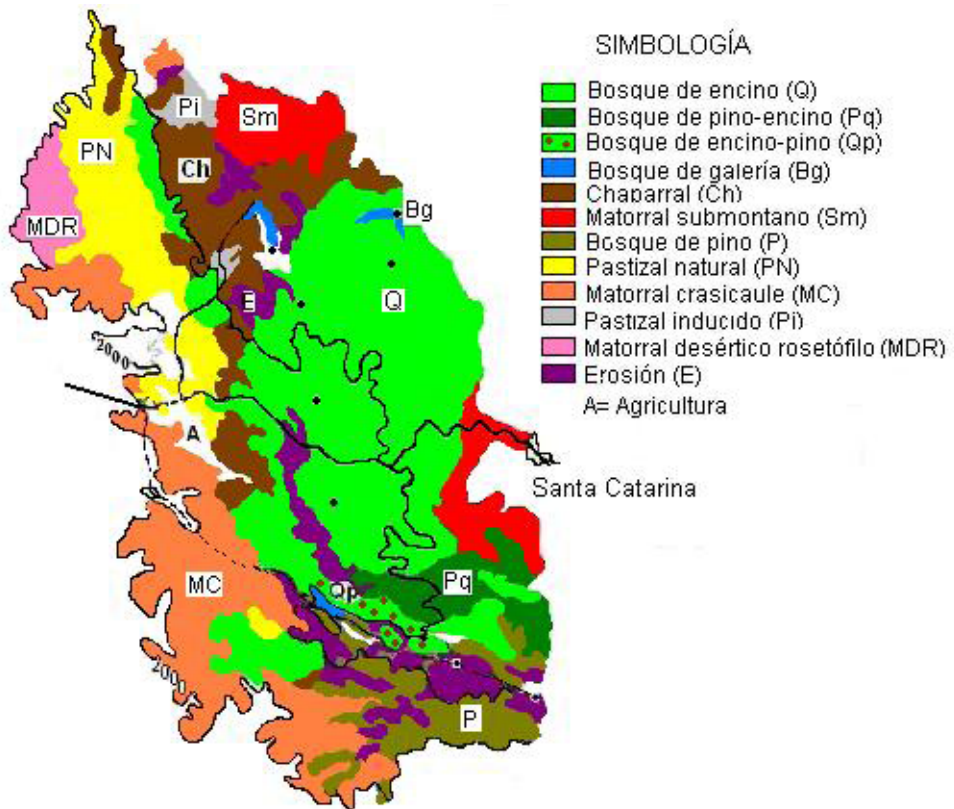 SIMBOLOGÍA
Bosque de encino (Q)
Bosque de pino-encino (Pq)
Bosque de encino-pino (Qp)
Bosque de galería (Bg)
Chaparral (Ch)
Matorral submontano (Sm)
Bosque de pino (P)
Pastizal natural (PN)
Matorral crasicaule (MC)
Pastizal inducido (Pi)
Matorral desértico rosetófilo (MDR)
Erosión (E)
A= Agricultura
Pi
Sm
PN
Ch
MDR
Bg
E
Q
2000
A
Santa Catarina
MC
Qp
Pq
2000
P